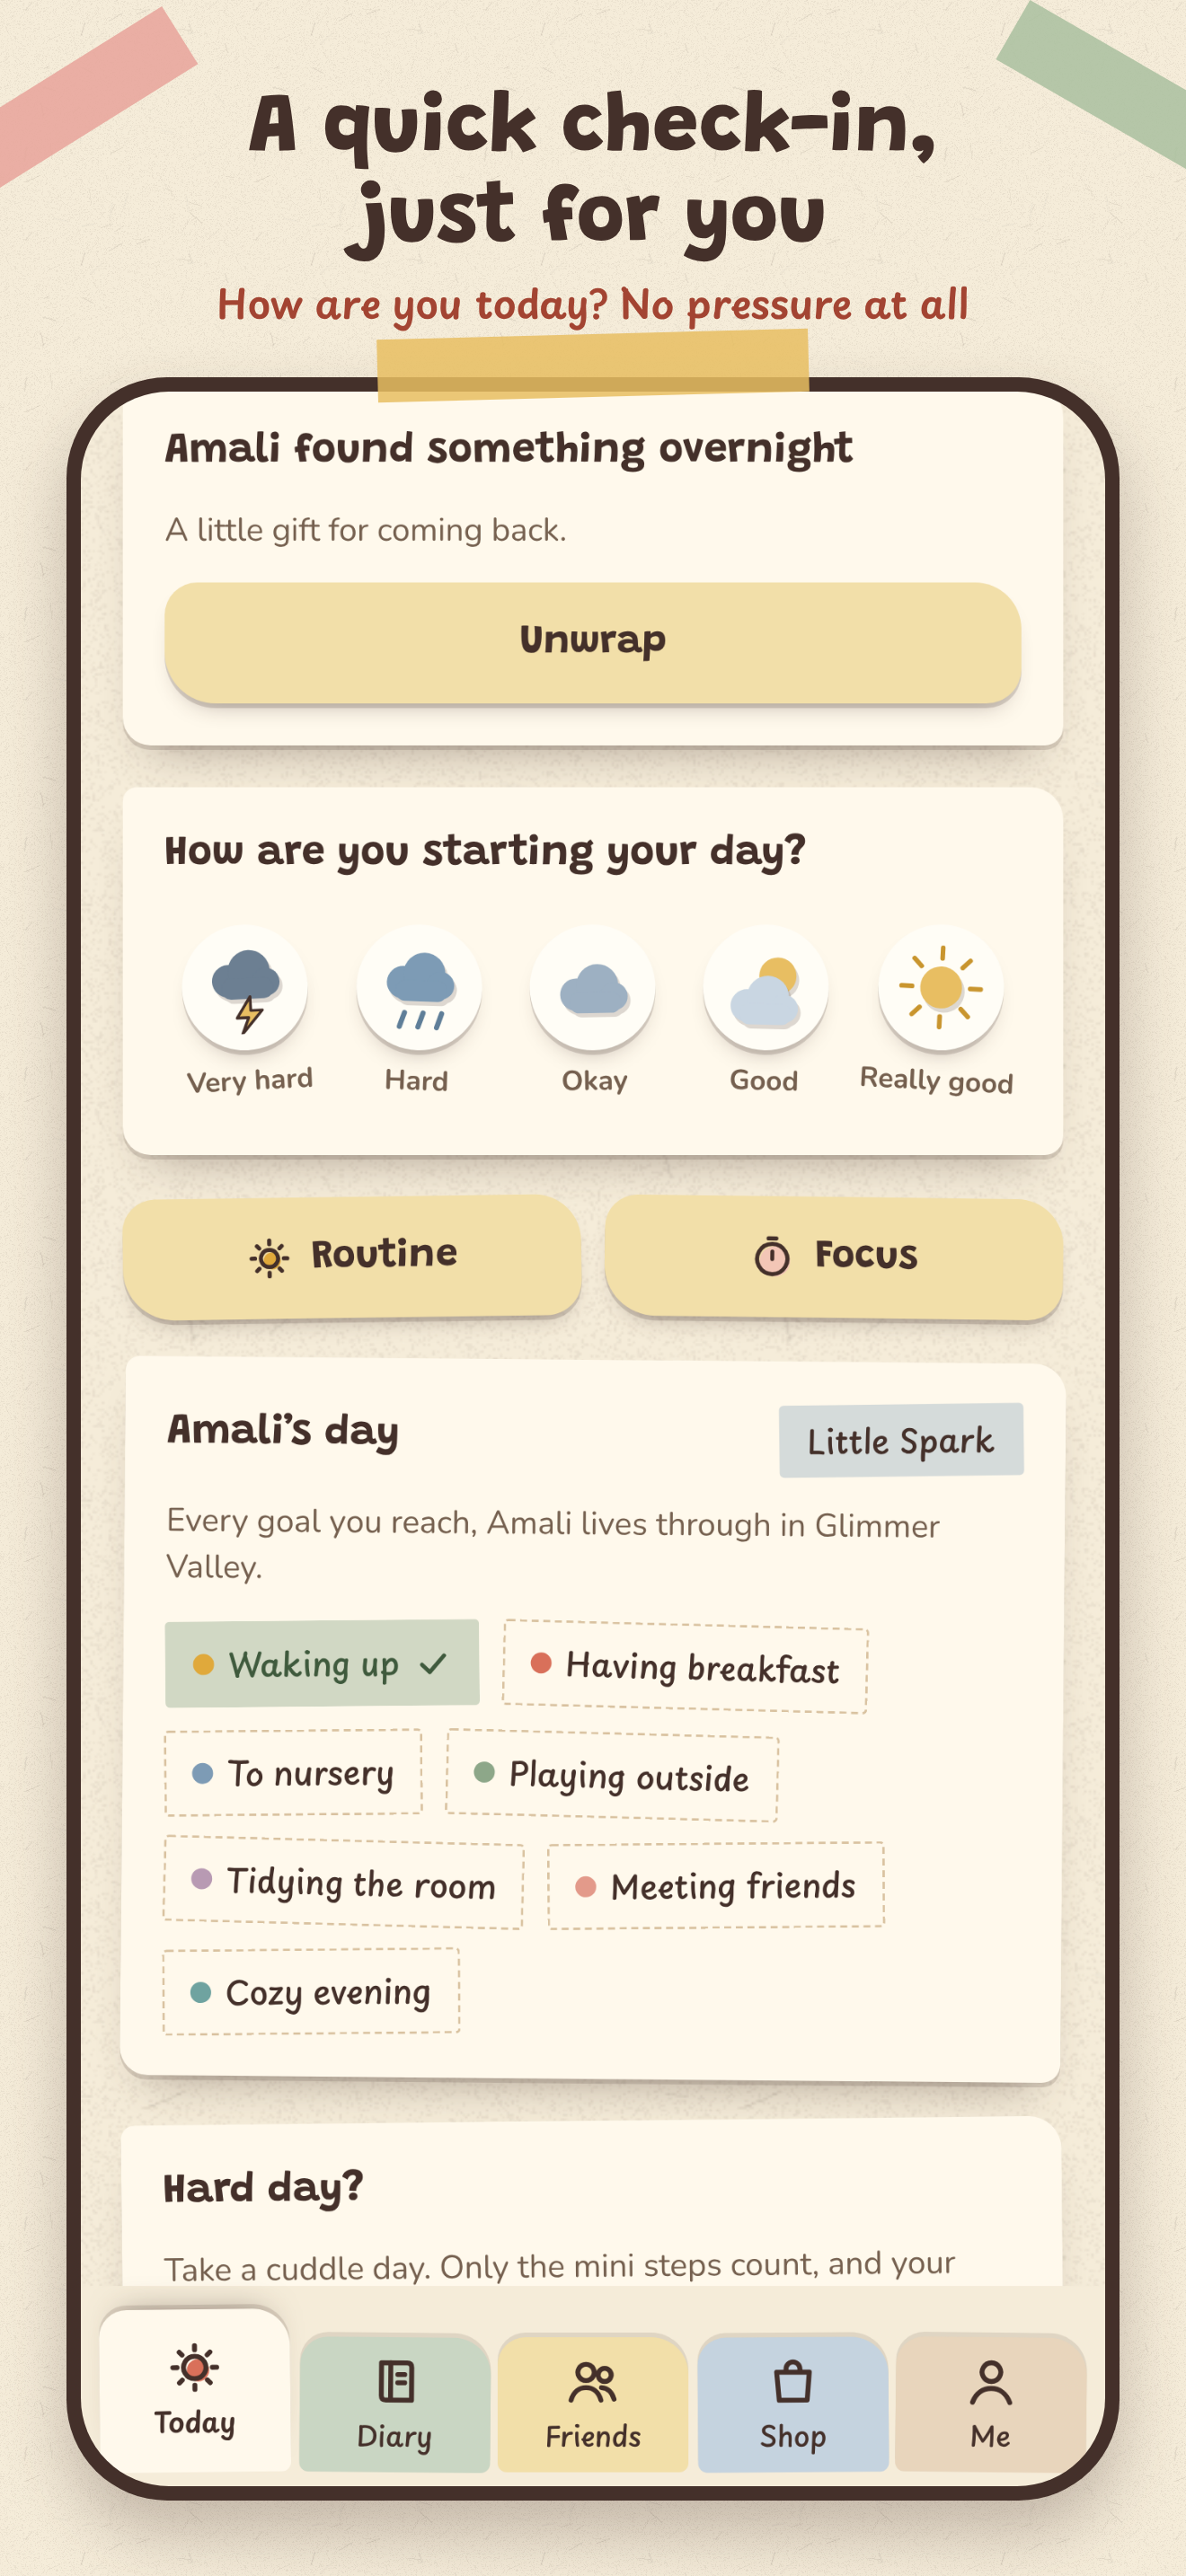 A quick check-in,
just for you
How are you today? No pressure at all
Amali found something overnight
A little gift for coming back.
Unwrap
How are you starting your day?
Very hard
Hard
Okay
Good
Really good
Routine
Focus
Amali’s day
Little Spark
Every goal you reach, Amali lives through in Glimmer
Valley.
Waking up
Having breakfast
To nursery
Playing outside
Tidying the room
Meeting friends
Cozy evening
Hard day?
Take a cuddle day. Only the mini steps count, and your
Today
Diary
Friends
Shop
Me